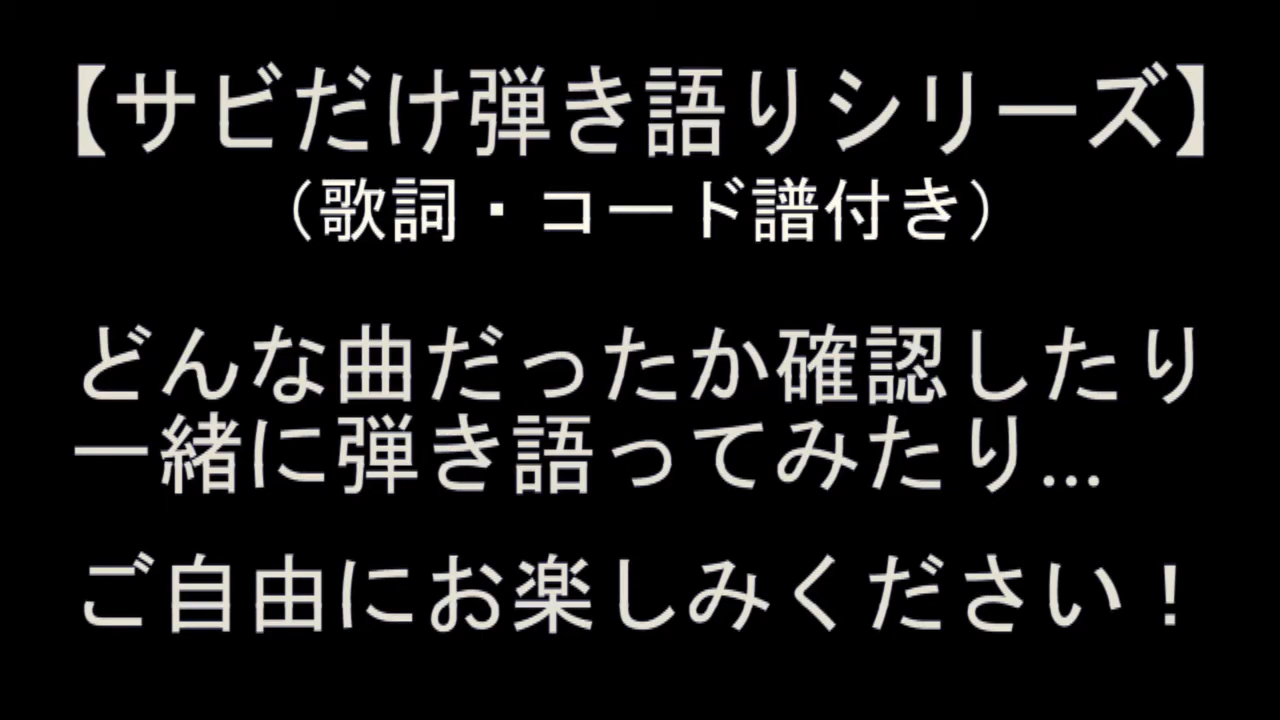 【サビだけ弾き語りシリーズ】
（歌詞・コード譜付き）
どんな曲だったか確認したり
一緒に弾き語ってみたり...
ご自由にお楽しみください！